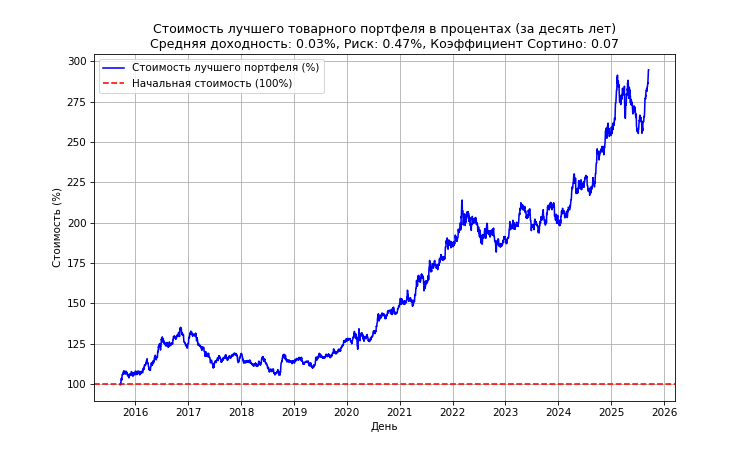 Стоимость лучшего товарного портфеля в процентах (за десять лет)
Средняя доходность: 0.03%, Риск: 0.47%, Коэффициент Сортино: 0.07
Стоимость лучшего портфеля (%)
Начальная стоимость (100%)
Стоимость (%)
300
275
250
225
200
175
150
125
100
2016 2017 2018 2019 2020 2021 2022 2023 2024 2025 2026
День